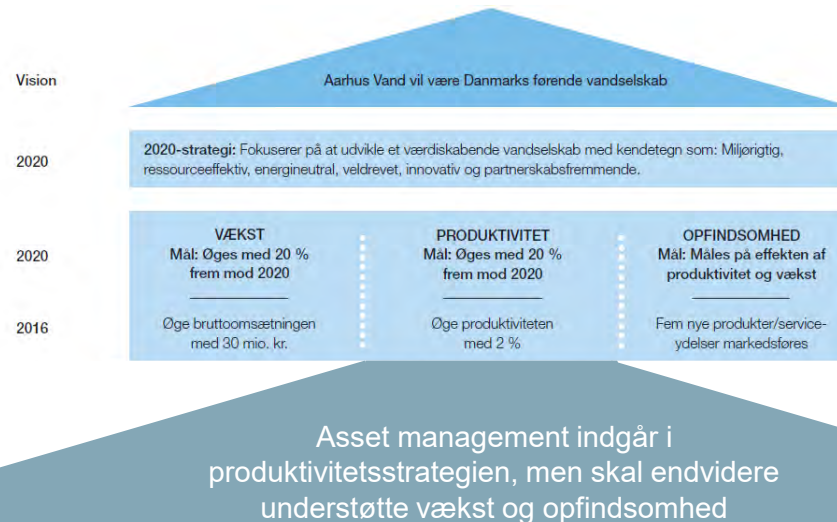 Vision
Aarhus Vand vil være Danmarks førende vandselskab
2020
2020-strategi: Fokuserer på at udvikle et værdiskabende vandselskab med kendetegn som: Miljørigtig,
ressourceeffektiv, energineutral, veldrevet, innovativ og partnerskabsfremmende.
2020
VÆKST
Mål: Øges med 20 %
frem mod 2020
PRODUKTIVITET
Mål: Øges med 20 %
frem mod 2020
OPFINDSOMHED
Mål: Måles på effekten af
produktivitet og vækst
2016
Øge bruttoomsætningen
med 30 mio. kr.
Øge produktiviteten
med 2 %
Fem nye produkter/service-
ydelser markedsføres
Asset management indgår i
produktivitetsstrategien, men skal endvidere
understøtte vækst og opfindsomhed